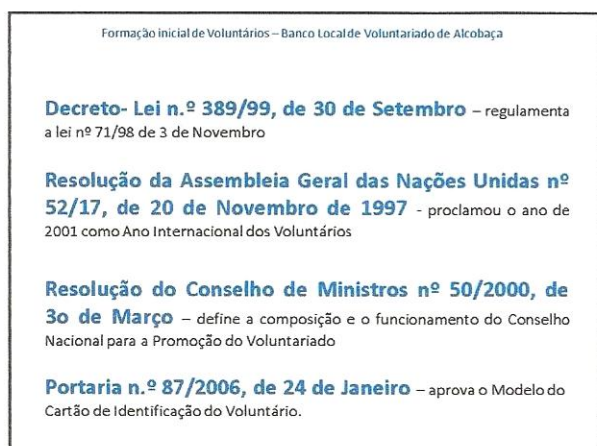 Formação inicial de Voluntários – Banco Local de Voluntariado de Alcobaça
Decreto- Lei n.º 389/99, de 30 de Setembro – regulamenta
a lei nº 71/98 de 3 de Novembro
Resolução da Assembleia Geral das Nações Unidas nº
52/17, de 20 de Novembro de 1997 - proclamou o ano de
2001 como Ano Internacional dos Voluntários
Resolução do Conselho de Ministros nº 50/2000, de
3o de Março – define a composição e o funcionamento do Conselho
Nacional para a Promoção do Voluntariado
Portaria n.º 87/2006, de 24 de Janeiro – aprova o Modelo do
Cartão de Identificação do Voluntário.